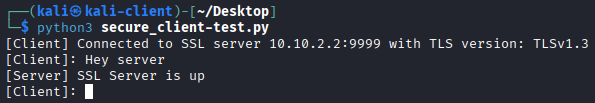 ┌──(kali㉿kali-client)-[~/Desktop]
└─$ python3 secure_client-test.py
[Client] Connected to SSL server 10.10.2.2:9999 with TLS version: TLSv1.3
[Client]: Hey server
[Server] SSL Server is up
[Client]: